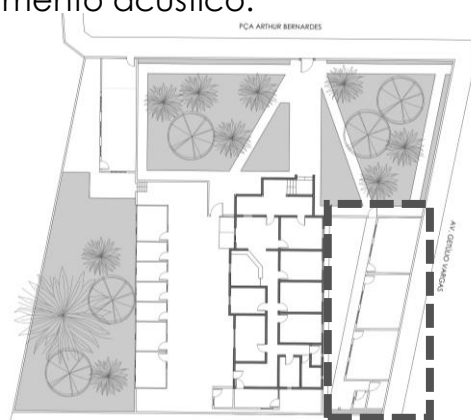 mento acústico.
PÇA ARTHUR BERNARDES
AV. GETÚLIO VARGAS